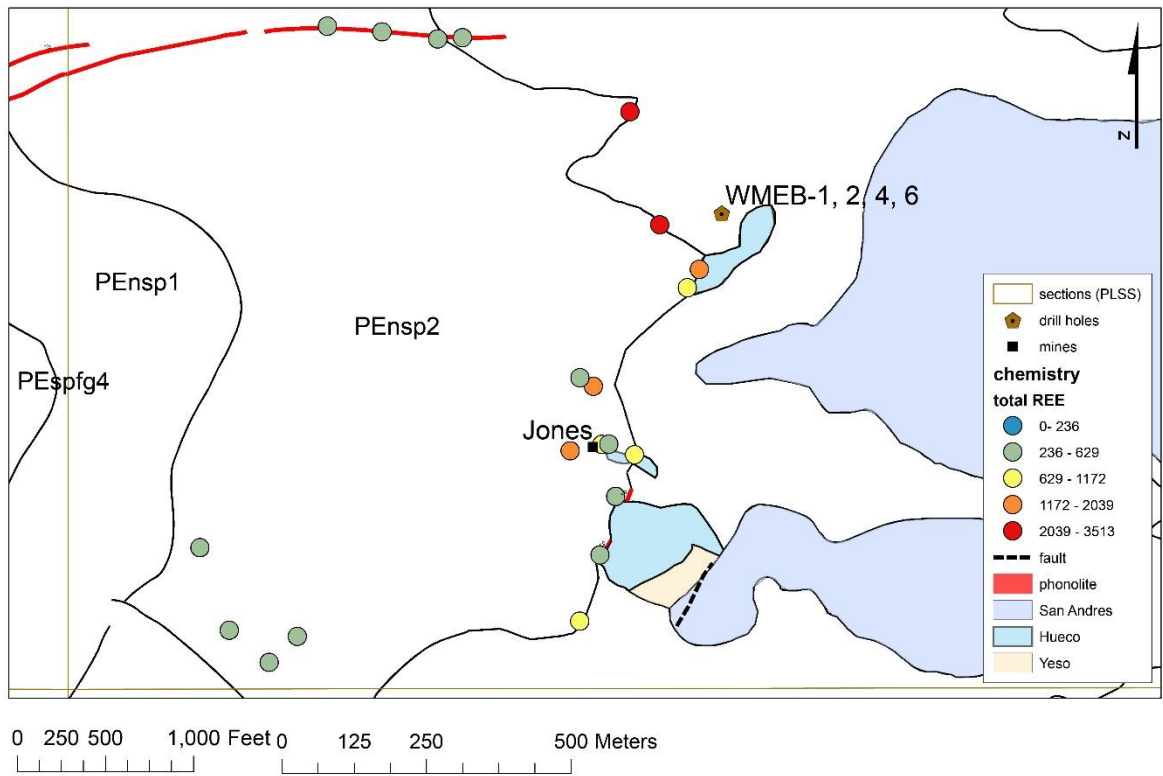 WMEB-1, 2, 4, 6
PEnsp1
PEnsp2
PEspfg4
Jones
N
sections (PLSS)
drill holes
mines
chemistry
total REE
0- 236
236 - 629
629 - 1172
1172 - 2039
2039 - 3513
fault
phonolite
San Andres
Hueco
Yeso
0 250 500 1,000 Feet
0 125 250 500 Meters